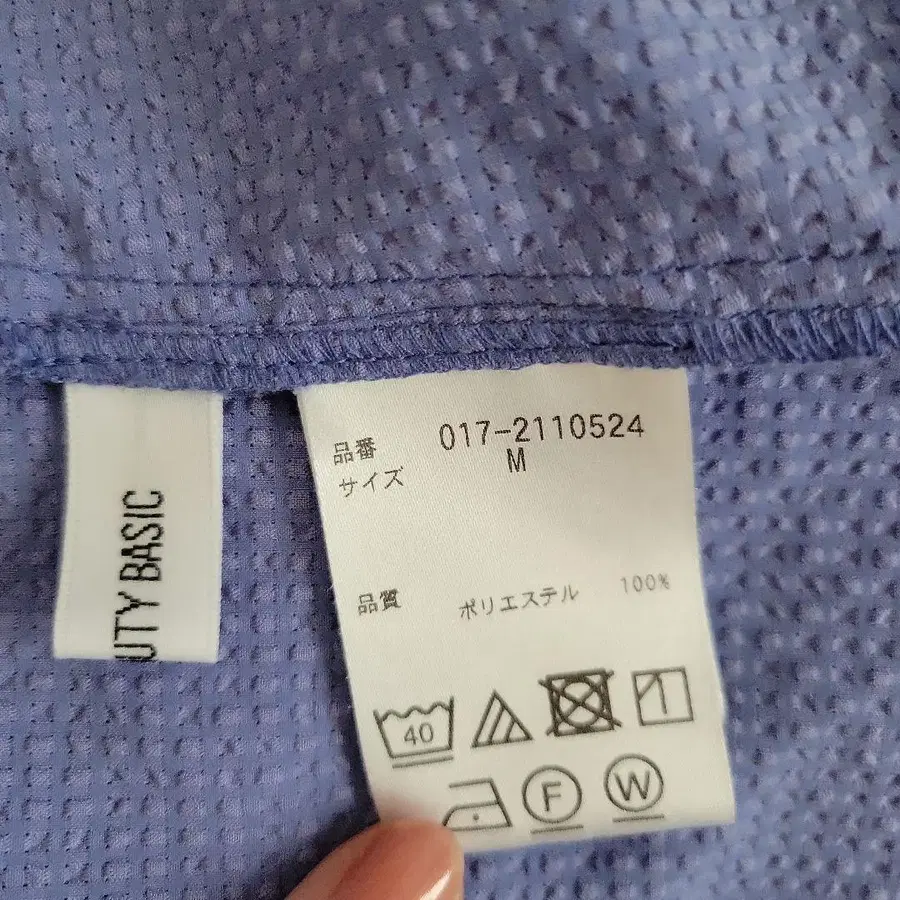 UTY BASIC
品番 017-2110524
サイズ M
品質 ポリエステル 100%
40
F W